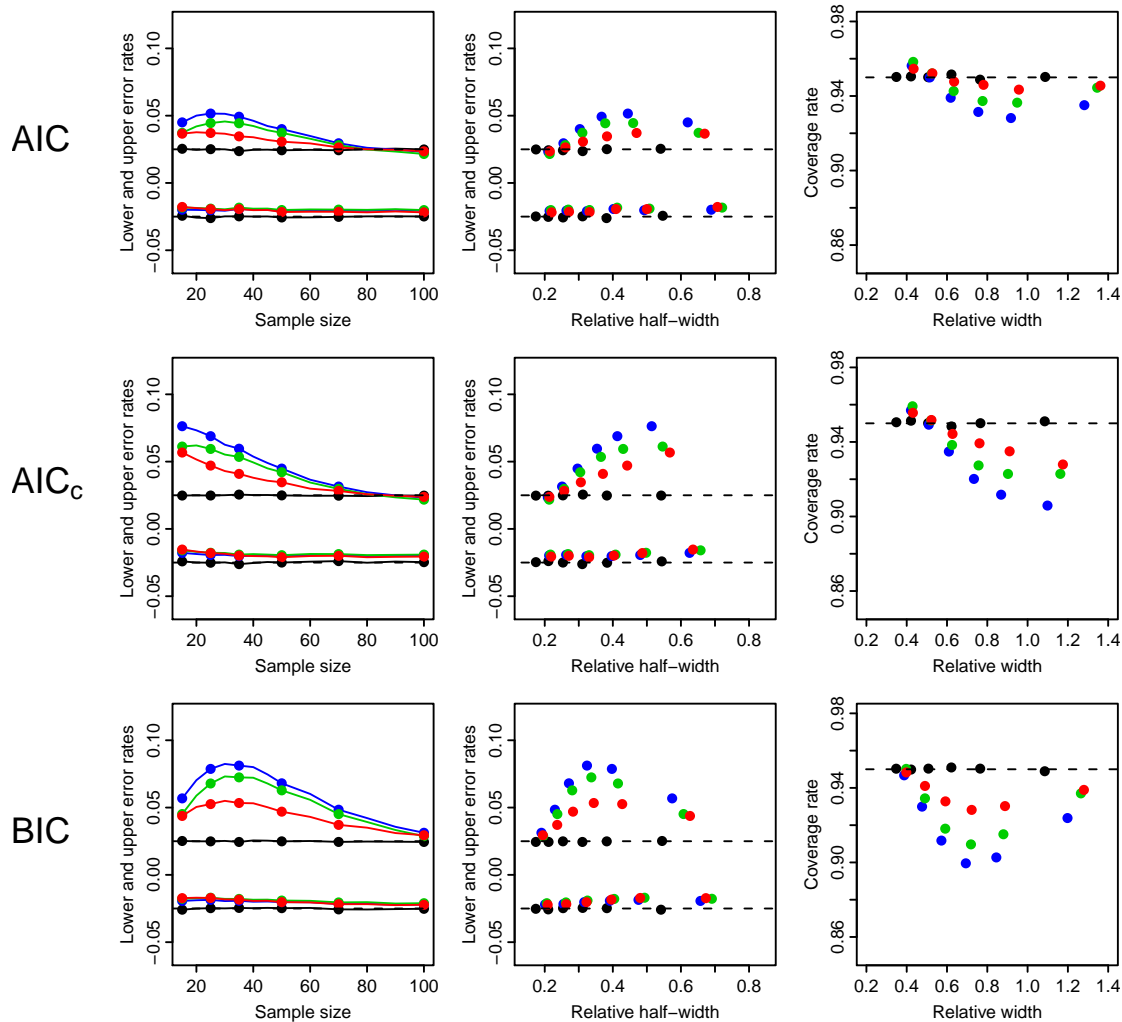 AIC
Lower and upper error rates
−0.05 0.00 0.05 0.10
20 40 60 80 100
Sample size
Lower and upper error rates
−0.05 0.00 0.05 0.10
0.2 0.4 0.6 0.8
Relative half−width
Coverage rate
0.86 0.90 0.94 0.98
0.2 0.4 0.6 0.8 1.0 1.2 1.4
Relative width
AICc
Lower and upper error rates
−0.05 0.00 0.05 0.10
20 40 60 80 100
Sample size
Lower and upper error rates
−0.05 0.00 0.05 0.10
0.2 0.4 0.6 0.8
Relative half−width
Coverage rate
0.86 0.90 0.94 0.98
0.2 0.4 0.6 0.8 1.0 1.2 1.4
Relative width
BIC
Lower and upper error rates
−0.05 0.00 0.05 0.10
20 40 60 80 100
Sample size
Lower and upper error rates
−0.05 0.00 0.05 0.10
0.2 0.4 0.6 0.8
Relative half−width
Coverage rate
0.86 0.90 0.94 0.98
0.2 0.4 0.6 0.8 1.0 1.2 1.4
Relative width